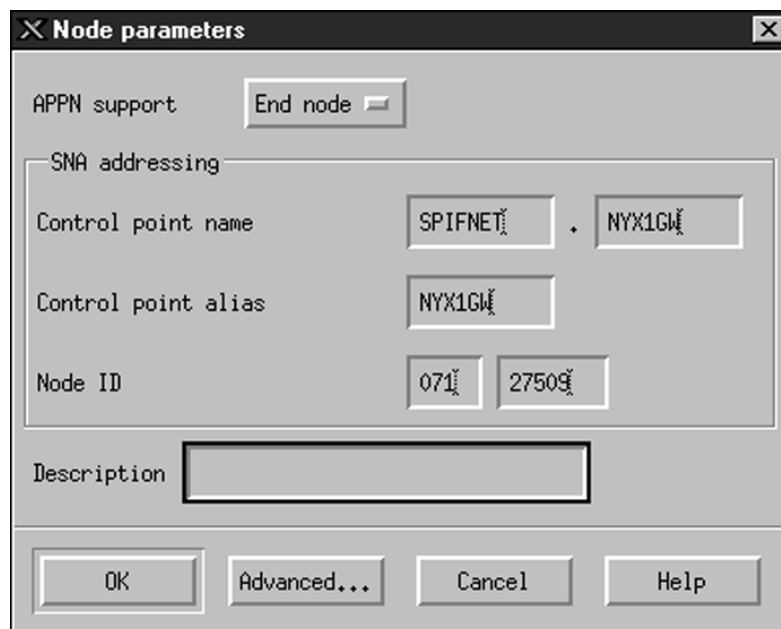 Node parameters
APPN support End node
SNA addressing
Control point name SPIFNET . NYX1GW
Control point alias NYX1GW
Node ID 071 27509
Description
OK Advanced... Cancel Help